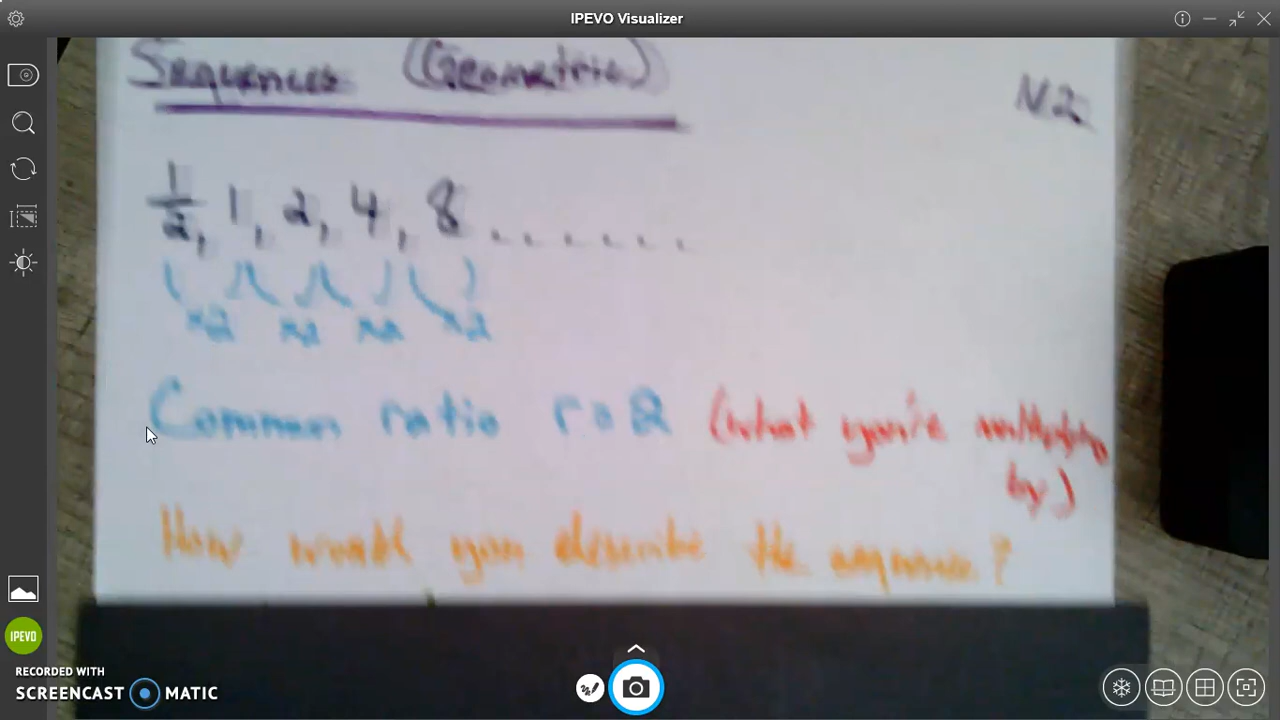 IPEVO Visualizer
Sequences (Geometric)
N2
1/2, 1, 2, 4, 8 . . . . . .
x2 x2 x2 x2
Common ratio r=2 (what you're multiplying
by)
How would you describe the sequence?
IPEVO
RECORDED WITH
SCREENCAST MATIC